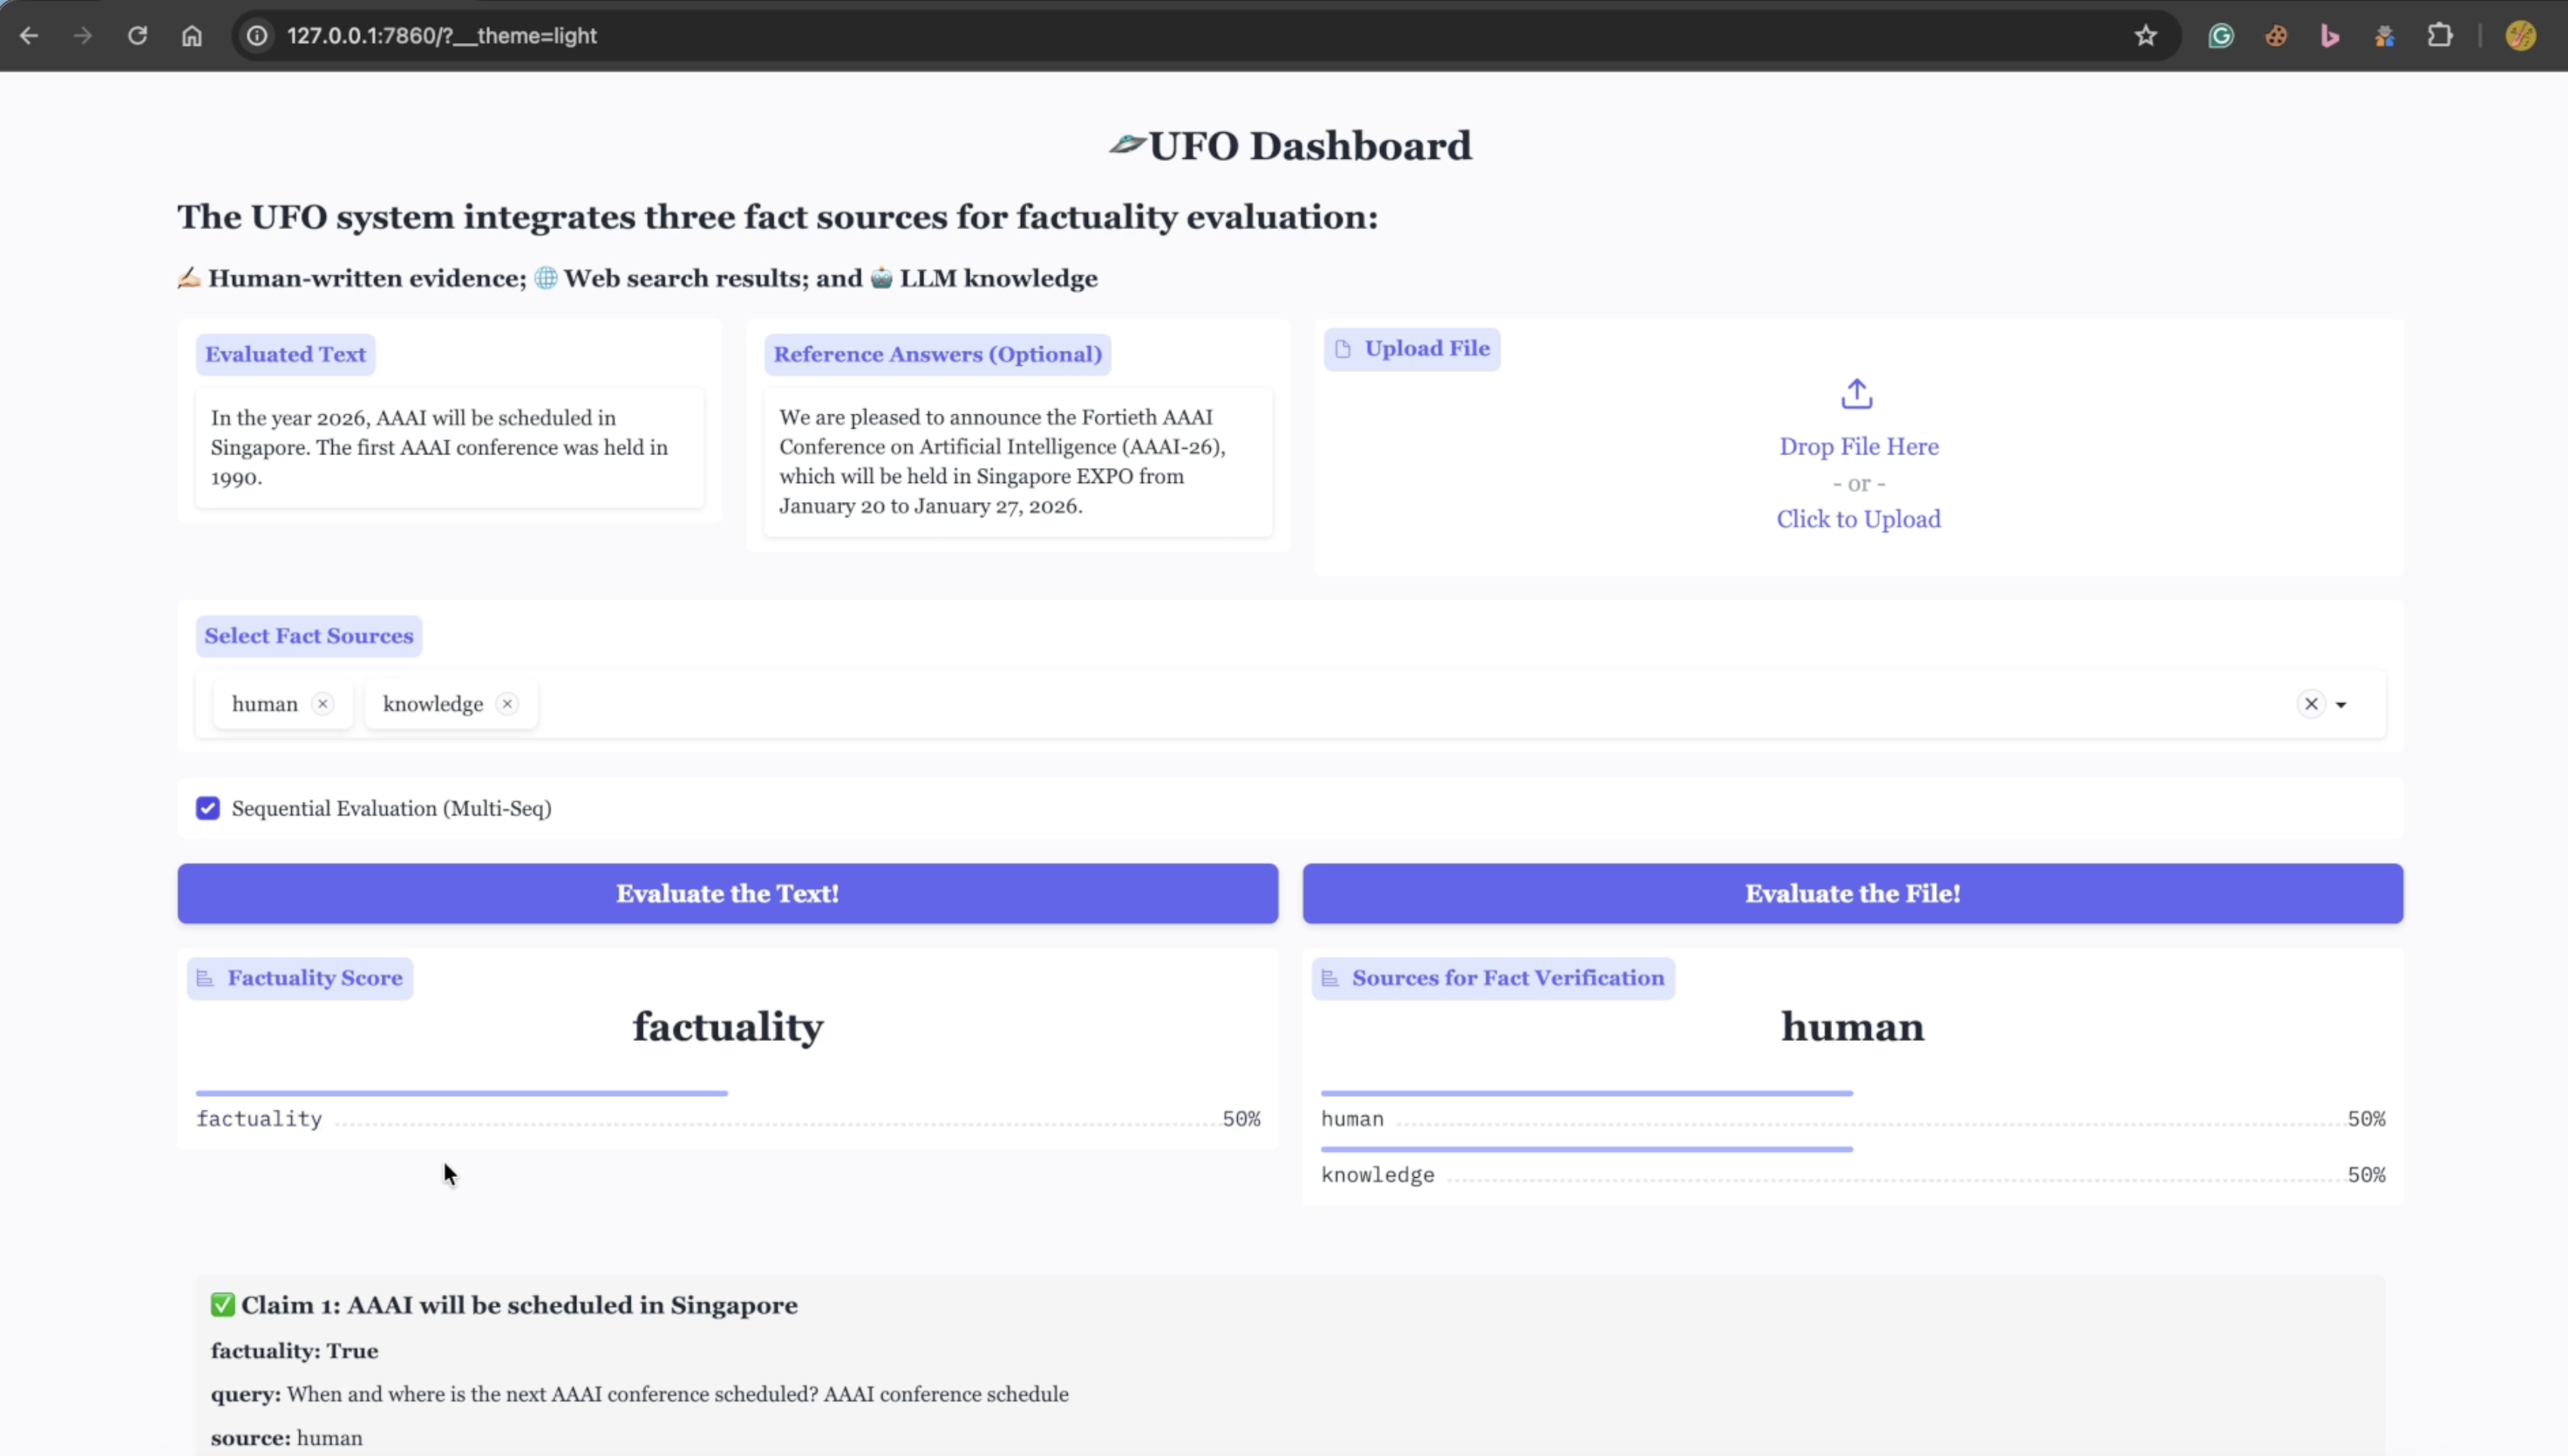 127.0.0.1:7860/?__theme=light
UFO Dashboard
The UFO system integrates three fact sources for factuality evaluation:
✍🏻 Human-written evidence; 🌐 Web search results; and 🤖 LLM knowledge
Evaluated Text
In the year 2026, AAAI will be scheduled in
Singapore. The first AAAI conference was held in
1990.
Reference Answers (Optional)
We are pleased to announce the Fortieth AAAI
Conference on Artificial Intelligence (AAAI-26),
which will be held in Singapore EXPO from
January 20 to January 27, 2026.
Upload File
Drop File Here
- or -
Click to Upload
Select Fact Sources
human
knowledge
Sequential Evaluation (Multi-Seq)
Evaluate the Text!
Evaluate the File!
Factuality Score
factuality
factuality 50%
Sources for Fact Verification
human
human 50%
knowledge 50%
✅ Claim 1: AAAI will be scheduled in Singapore
factuality: True
query: When and where is the next AAAI conference scheduled? AAAI conference schedule
source: human